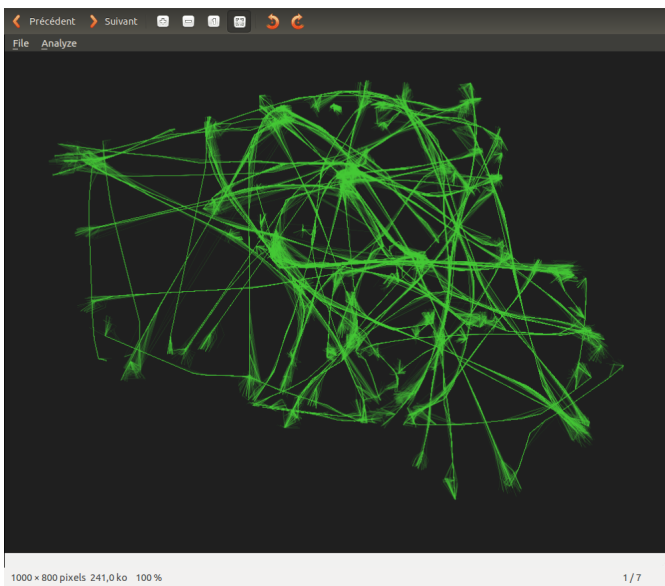 Précédent Suivant
File Analyze
1000 × 800 pixels 241,0 ko 100 % 1 / 7